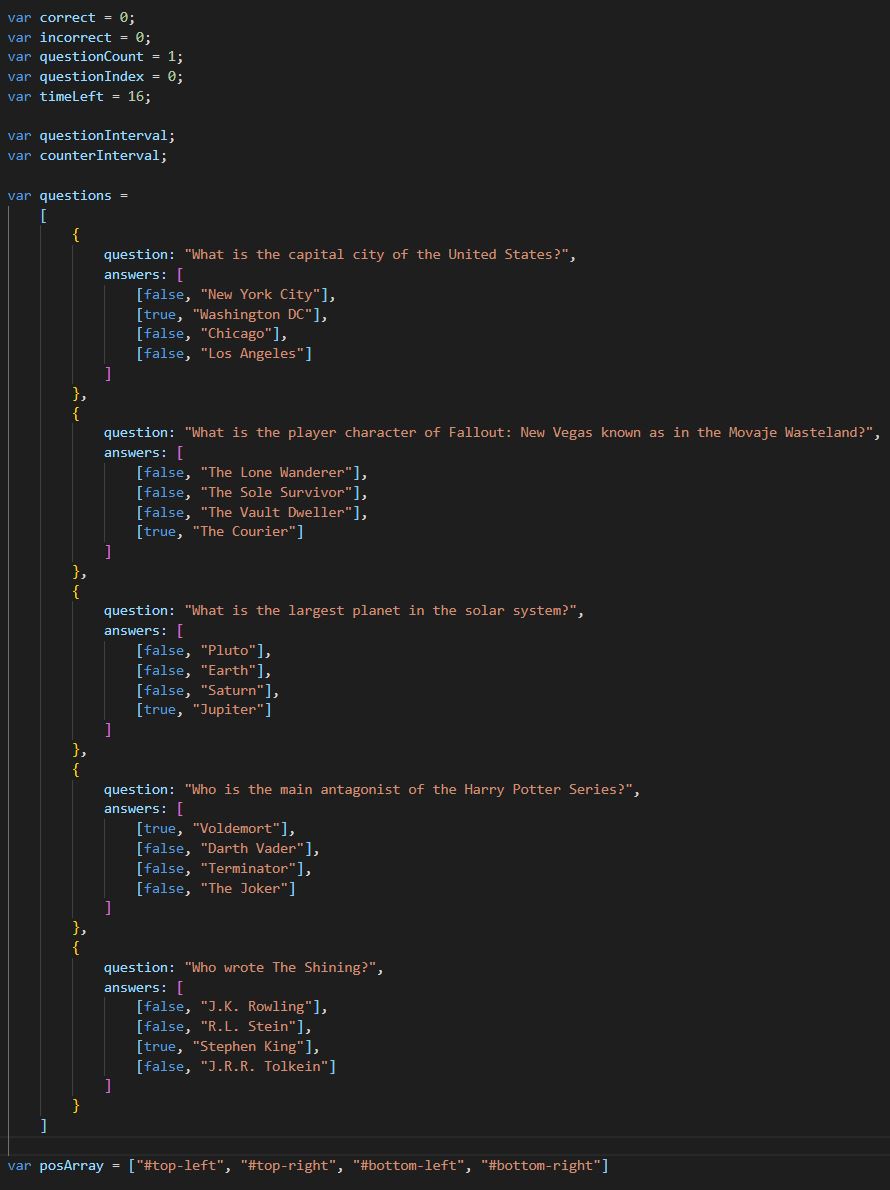 var correct = 0;
var incorrect = 0;
var questionCount = 1;
var questionIndex = 0;
var timeLeft = 16;

var questionInterval;
var counterInterval;

var questions =
    [
        {
            question: "What is the capital city of the United States?",
            answers: [
                [false, "New York City"],
                [true, "Washington DC"],
                [false, "Chicago"],
                [false, "Los Angeles"]
            ]
        },
        {
            question: "What is the player character of Fallout: New Vegas known as in the Movaje Wasteland?",
            answers: [
                [false, "The Lone Wanderer"],
                [false, "The Sole Survivor"],
                [false, "The Vault Dweller"],
                [true, "The Courier"]
            ]
        },
        {
            question: "What is the largest planet in the solar system?",
            answers: [
                [false, "Pluto"],
                [false, "Earth"],
                [false, "Saturn"],
                [true, "Jupiter"]
            ]
        },
        {
            question: "Who is the main antagonist of the Harry Potter Series?",
            answers: [
                [true, "Voldemort"],
                [false, "Darth Vader"],
                [false, "Terminator"],
                [false, "The Joker"]
            ]
        },
        {
            question: "Who wrote The Shining?",
            answers: [
                [false, "J.K. Rowling"],
                [false, "R.L. Stein"],
                [true, "Stephen King"],
                [false, "J.R.R. Tolkein"]
            ]
        }
    ]

var posArray = ["#top-left", "#top-right", "#bottom-left", "#bottom-right"]